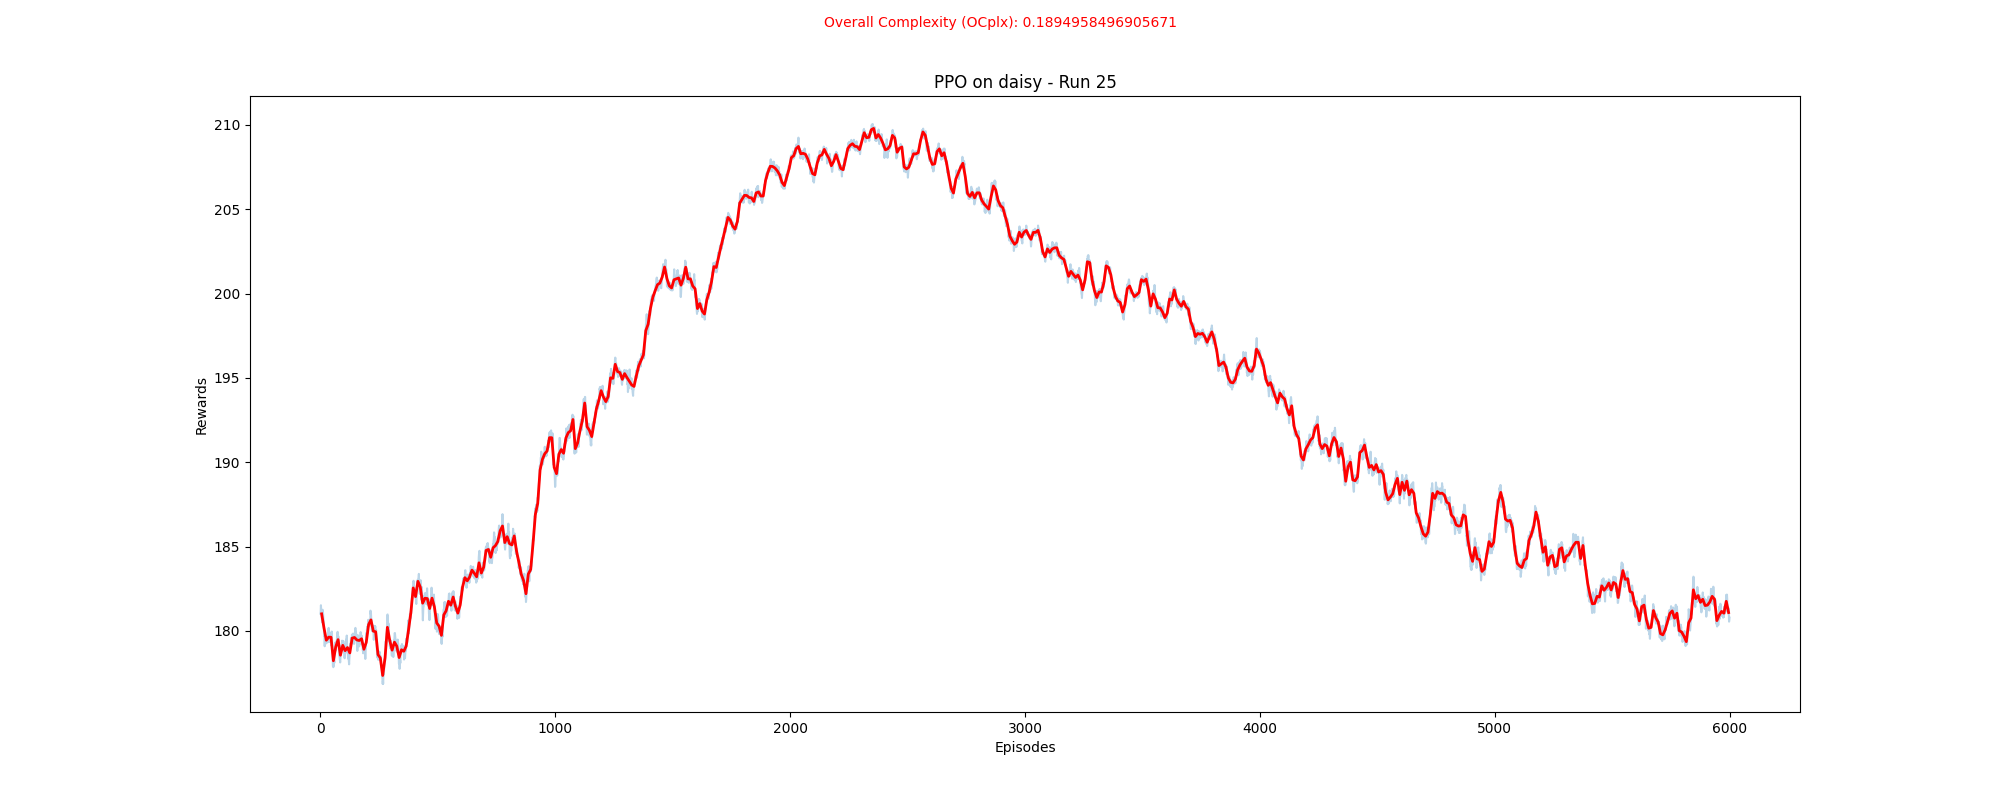 Overall Complexity (OCplx): 0.1894958496905671
PPO on daisy - Run 25
210
205
200
195
190
185
180
Rewards
0 1000 2000 3000 4000 5000 6000
Episodes